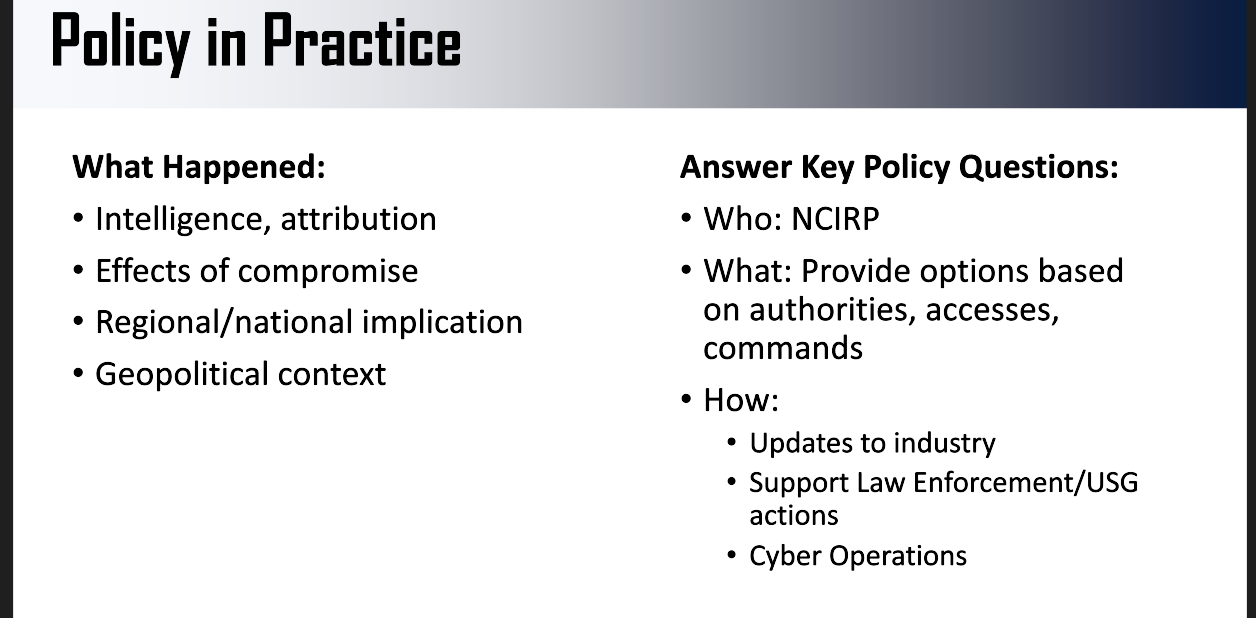 Policy in Practice
What Happened:
• Intelligence, attribution
• Effects of compromise
• Regional/national implication
• Geopolitical context
Answer Key Policy Questions:
• Who: NCIRP
• What: Provide options based
on authorities, accesses,
commands
• How:
• Updates to industry
• Support Law Enforcement/USG
actions
• Cyber Operations